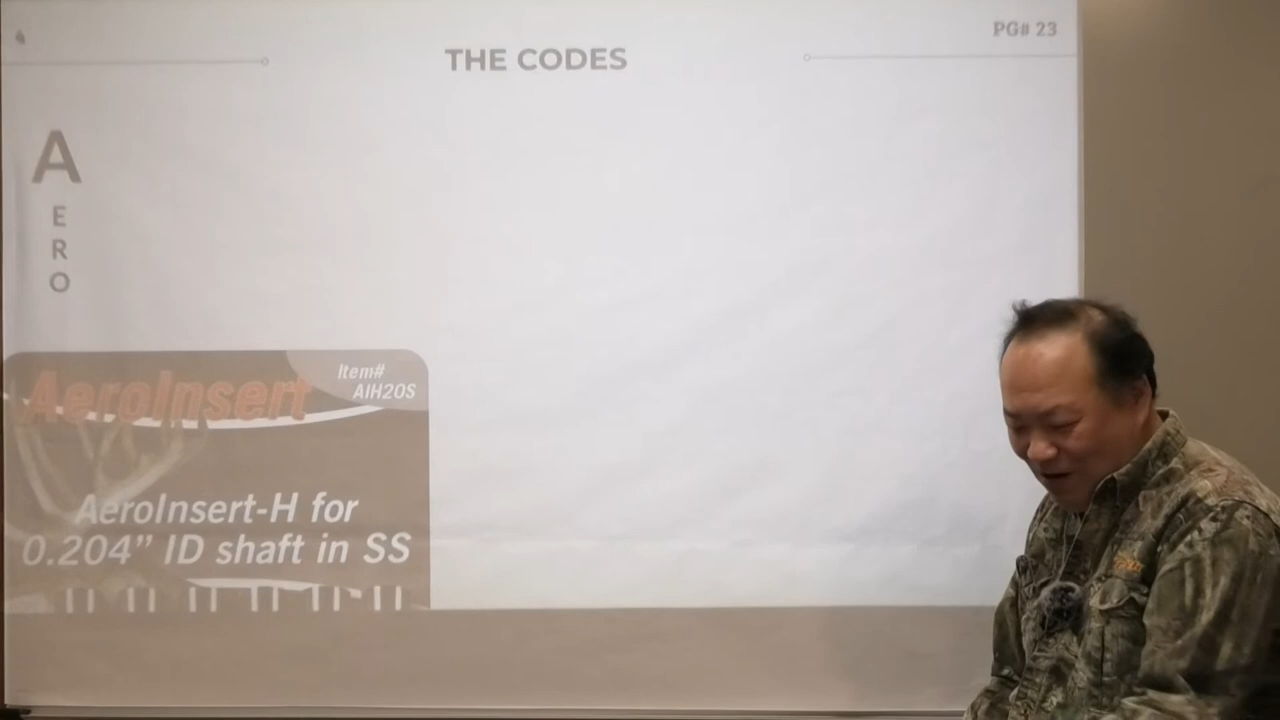 PG# 23
THE CODES
A
E
R
O
AeroInsert
Item#
AIH20S
AeroInsert-H for
0.204” ID shaft in SS